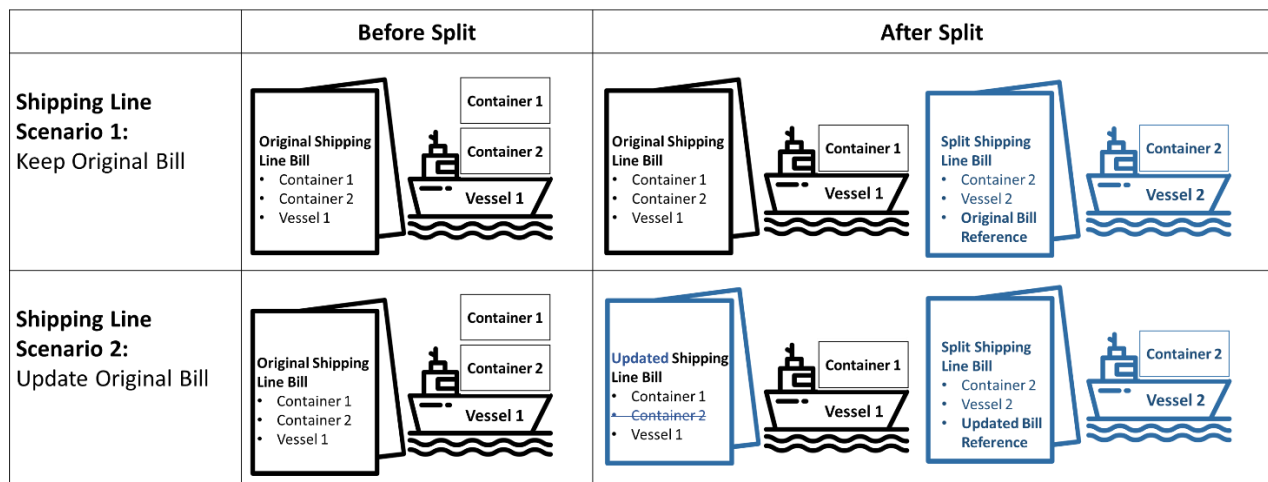 Before Split
After Split
Shipping Line
Scenario 1:
Keep Original Bill
Original Shipping
Line Bill
• Container 1
• Container 2
• Vessel 1
Container 1
Container 2
Vessel 1
Original Shipping
Line Bill
• Container 1
• Container 2
• Vessel 1
Container 1
Vessel 1
Split Shipping
Line Bill
• Container 2
• Vessel 2
• Original Bill
Reference
Container 2
Vessel 2
Shipping Line
Scenario 2:
Update Original Bill
Original Shipping
Line Bill
• Container 1
• Container 2
• Vessel 1
Container 1
Container 2
Vessel 1
Updated Shipping
Line Bill
• Container 1
• Container 2
• Vessel 1
Container 1
Vessel 1
Split Shipping
Line Bill
• Container 2
• Vessel 2
• Updated Bill
Reference
Container 2
Vessel 2